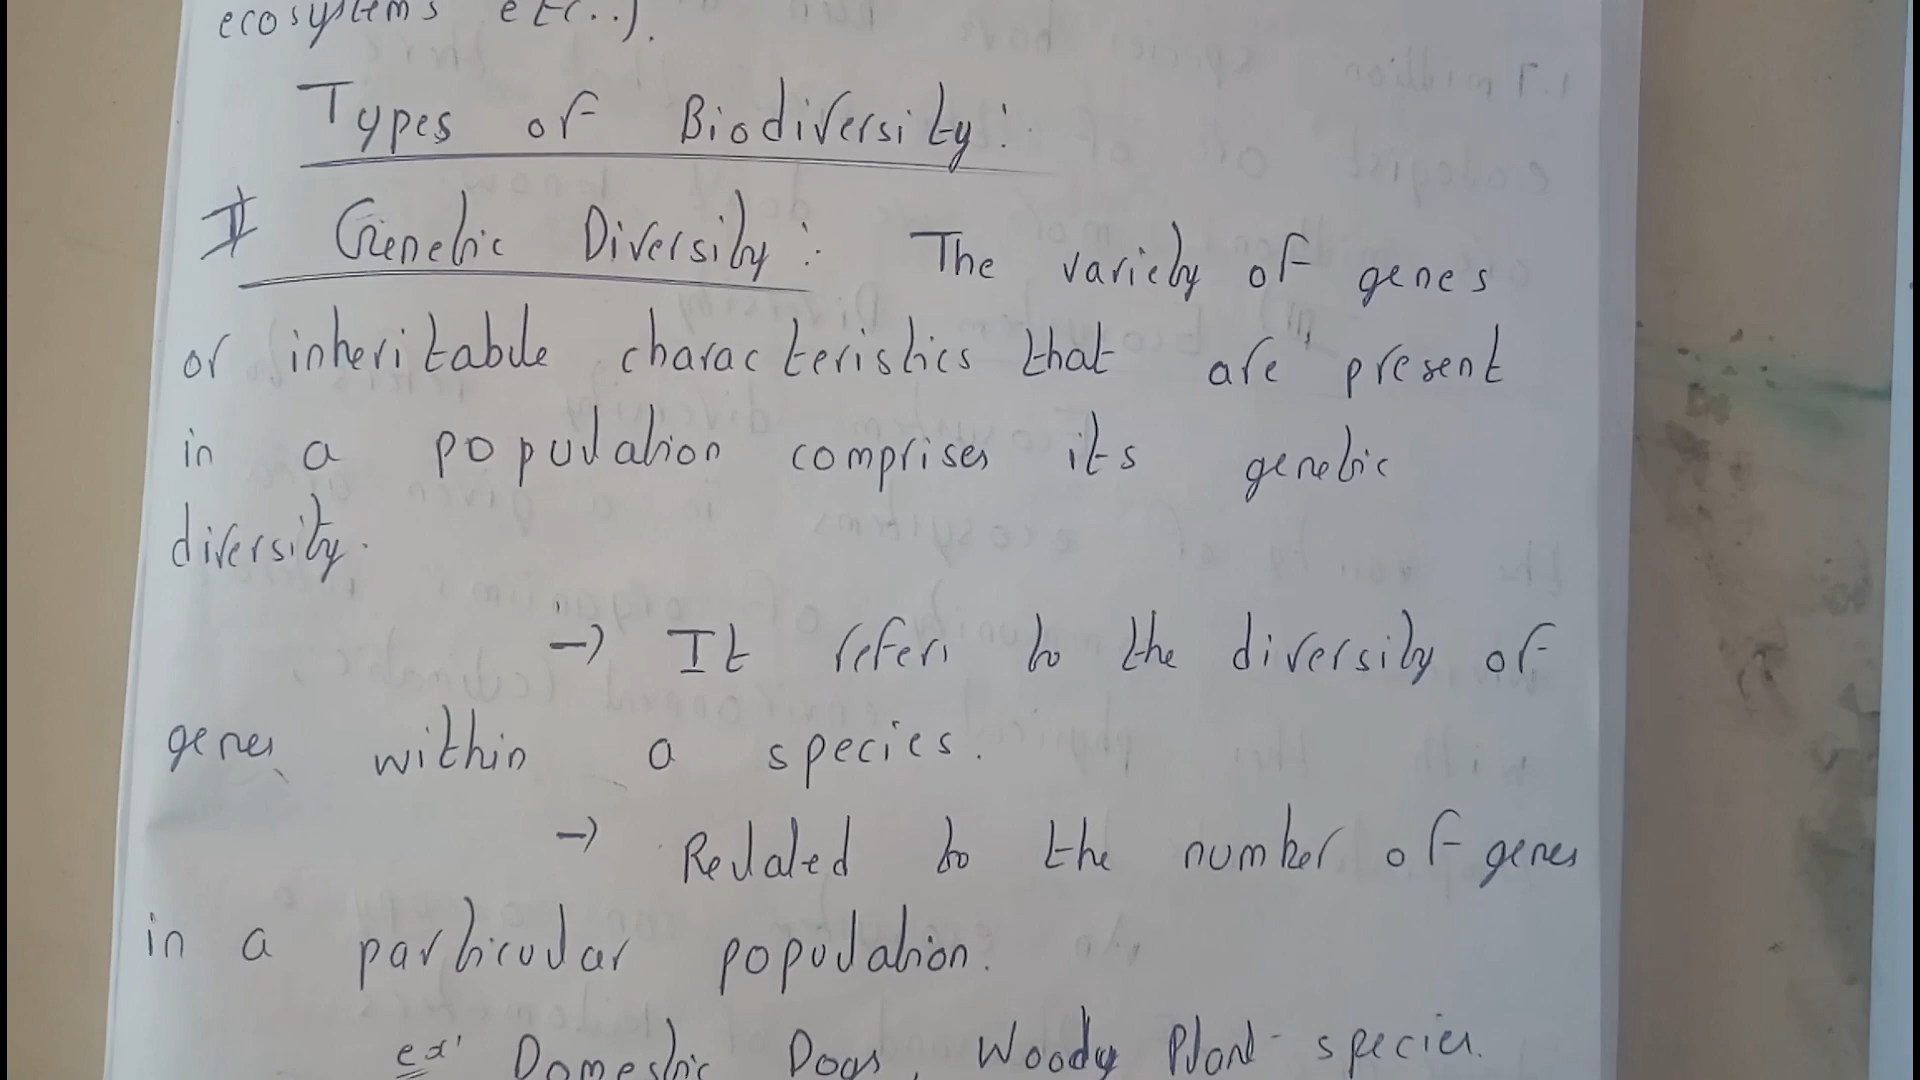 ecosystems etc..).
Types of Biodiversity:
I Genetic Diversity: The variety of genes
or inheritable characteristics that are present
in a population comprises its genetic
diversity.
→ It refers to the diversity of
genes within a species.
→ Related to the number of genes
in a particular population.
ex' Domestic Dogs, Woody Plant species.